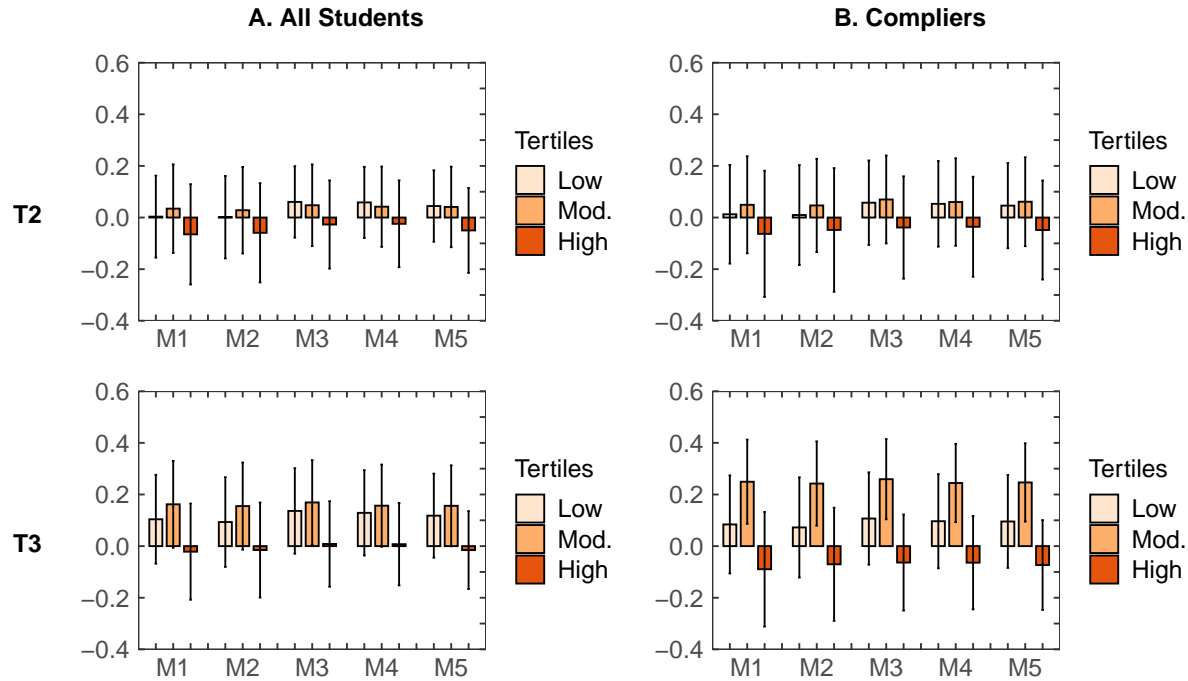 A. All Students
B. Compliers
T2
0.6
0.4
0.2
0.0
−0.2
−0.4
M1 M2 M3 M4 M5
Tertiles
Low
Mod.
High
0.6
0.4
0.2
0.0
−0.2
−0.4
M1 M2 M3 M4 M5
Tertiles
Low
Mod.
High
T3
0.6
0.4
0.2
0.0
−0.2
−0.4
M1 M2 M3 M4 M5
Tertiles
Low
Mod.
High
0.6
0.4
0.2
0.0
−0.2
−0.4
M1 M2 M3 M4 M5
Tertiles
Low
Mod.
High